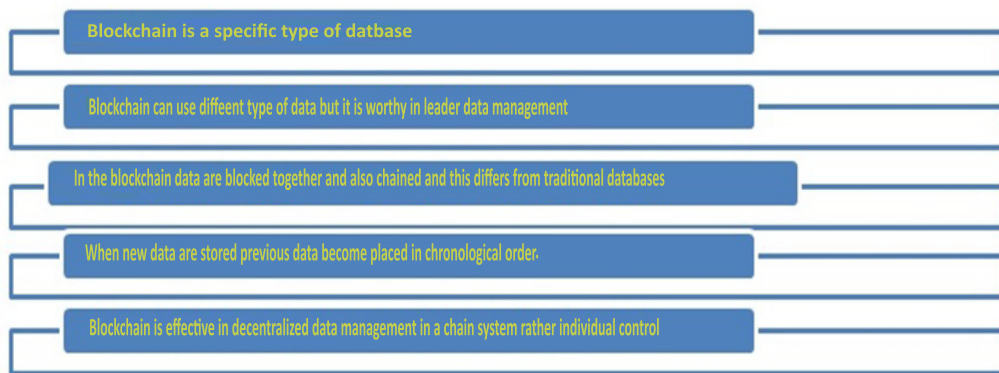 Blockchain is a specific type of datbase
Blockchain can use diffeent type of data but it is worthy in leader data management
In the blockchain data are blocked together and also chained and this differs from traditional databases
When new data are stored previous data become placed in chronological order.
Blockchain is effective in decentralized data management in a chain system rather individual control